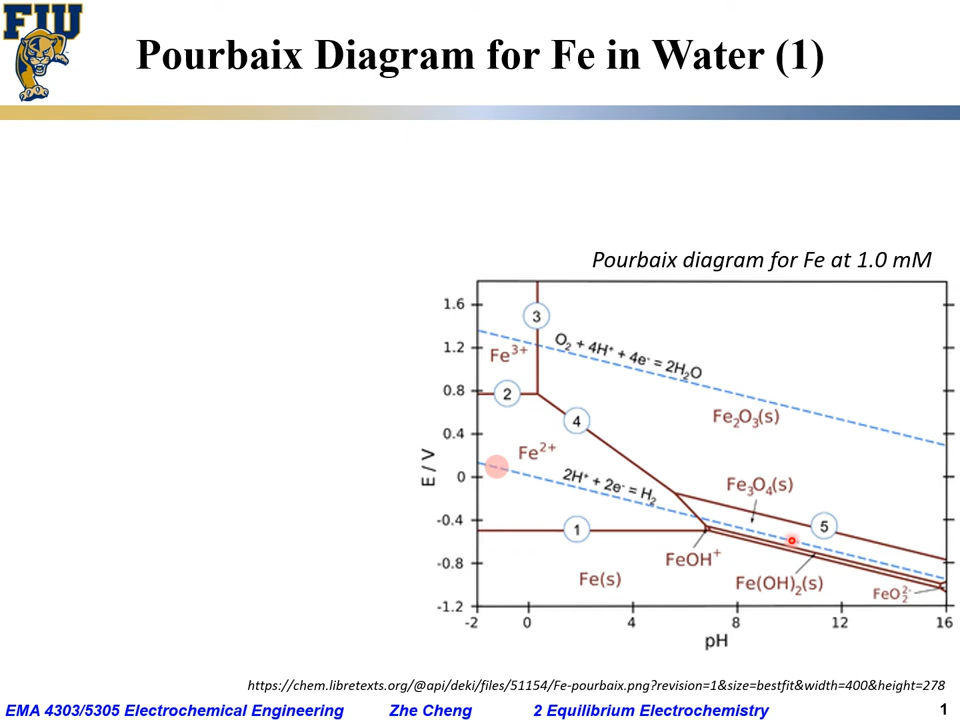 FIU
Pourbaix Diagram for Fe in Water (1)
Pourbaix diagram for Fe at 1.0 mM
1.6
1.2
0.8
0.4
0
-0.4
-0.8
-1.2
E / V
3
O₂ + 4H⁺ + 4e⁻ = 2H₂O
Fe³⁺
2
4
Fe₂O₃(s)
Fe²⁺
2H⁺ + 2e⁻ = H₂
Fe₃O₄(s)
1
5
FeOH⁺
Fe(s)
Fe(OH)₂(s)
FeO₂²⁻
-2
0
4
8
12
16
pH
https://chem.libretexts.org/@api/deki/files/51154/Fe-pourbaix.png?revision=1&size=bestfit&width=400&height=278
EMA 4303/5305 Electrochemical Engineering Zhe Cheng 2 Equilibrium Electrochemistry 1